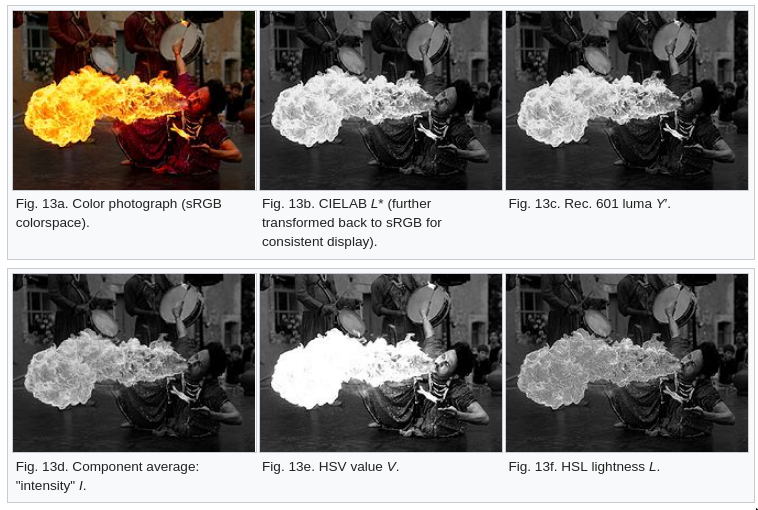 Fig. 13a. Color photograph (sRGB
colorspace).
Fig. 13b. CIELAB L* (further
transformed back to sRGB for
consistent display).
Fig. 13c. Rec. 601 luma Y′.
Fig. 13d. Component average:
"intensity" I.
Fig. 13e. HSV value V.
Fig. 13f. HSL lightness L.